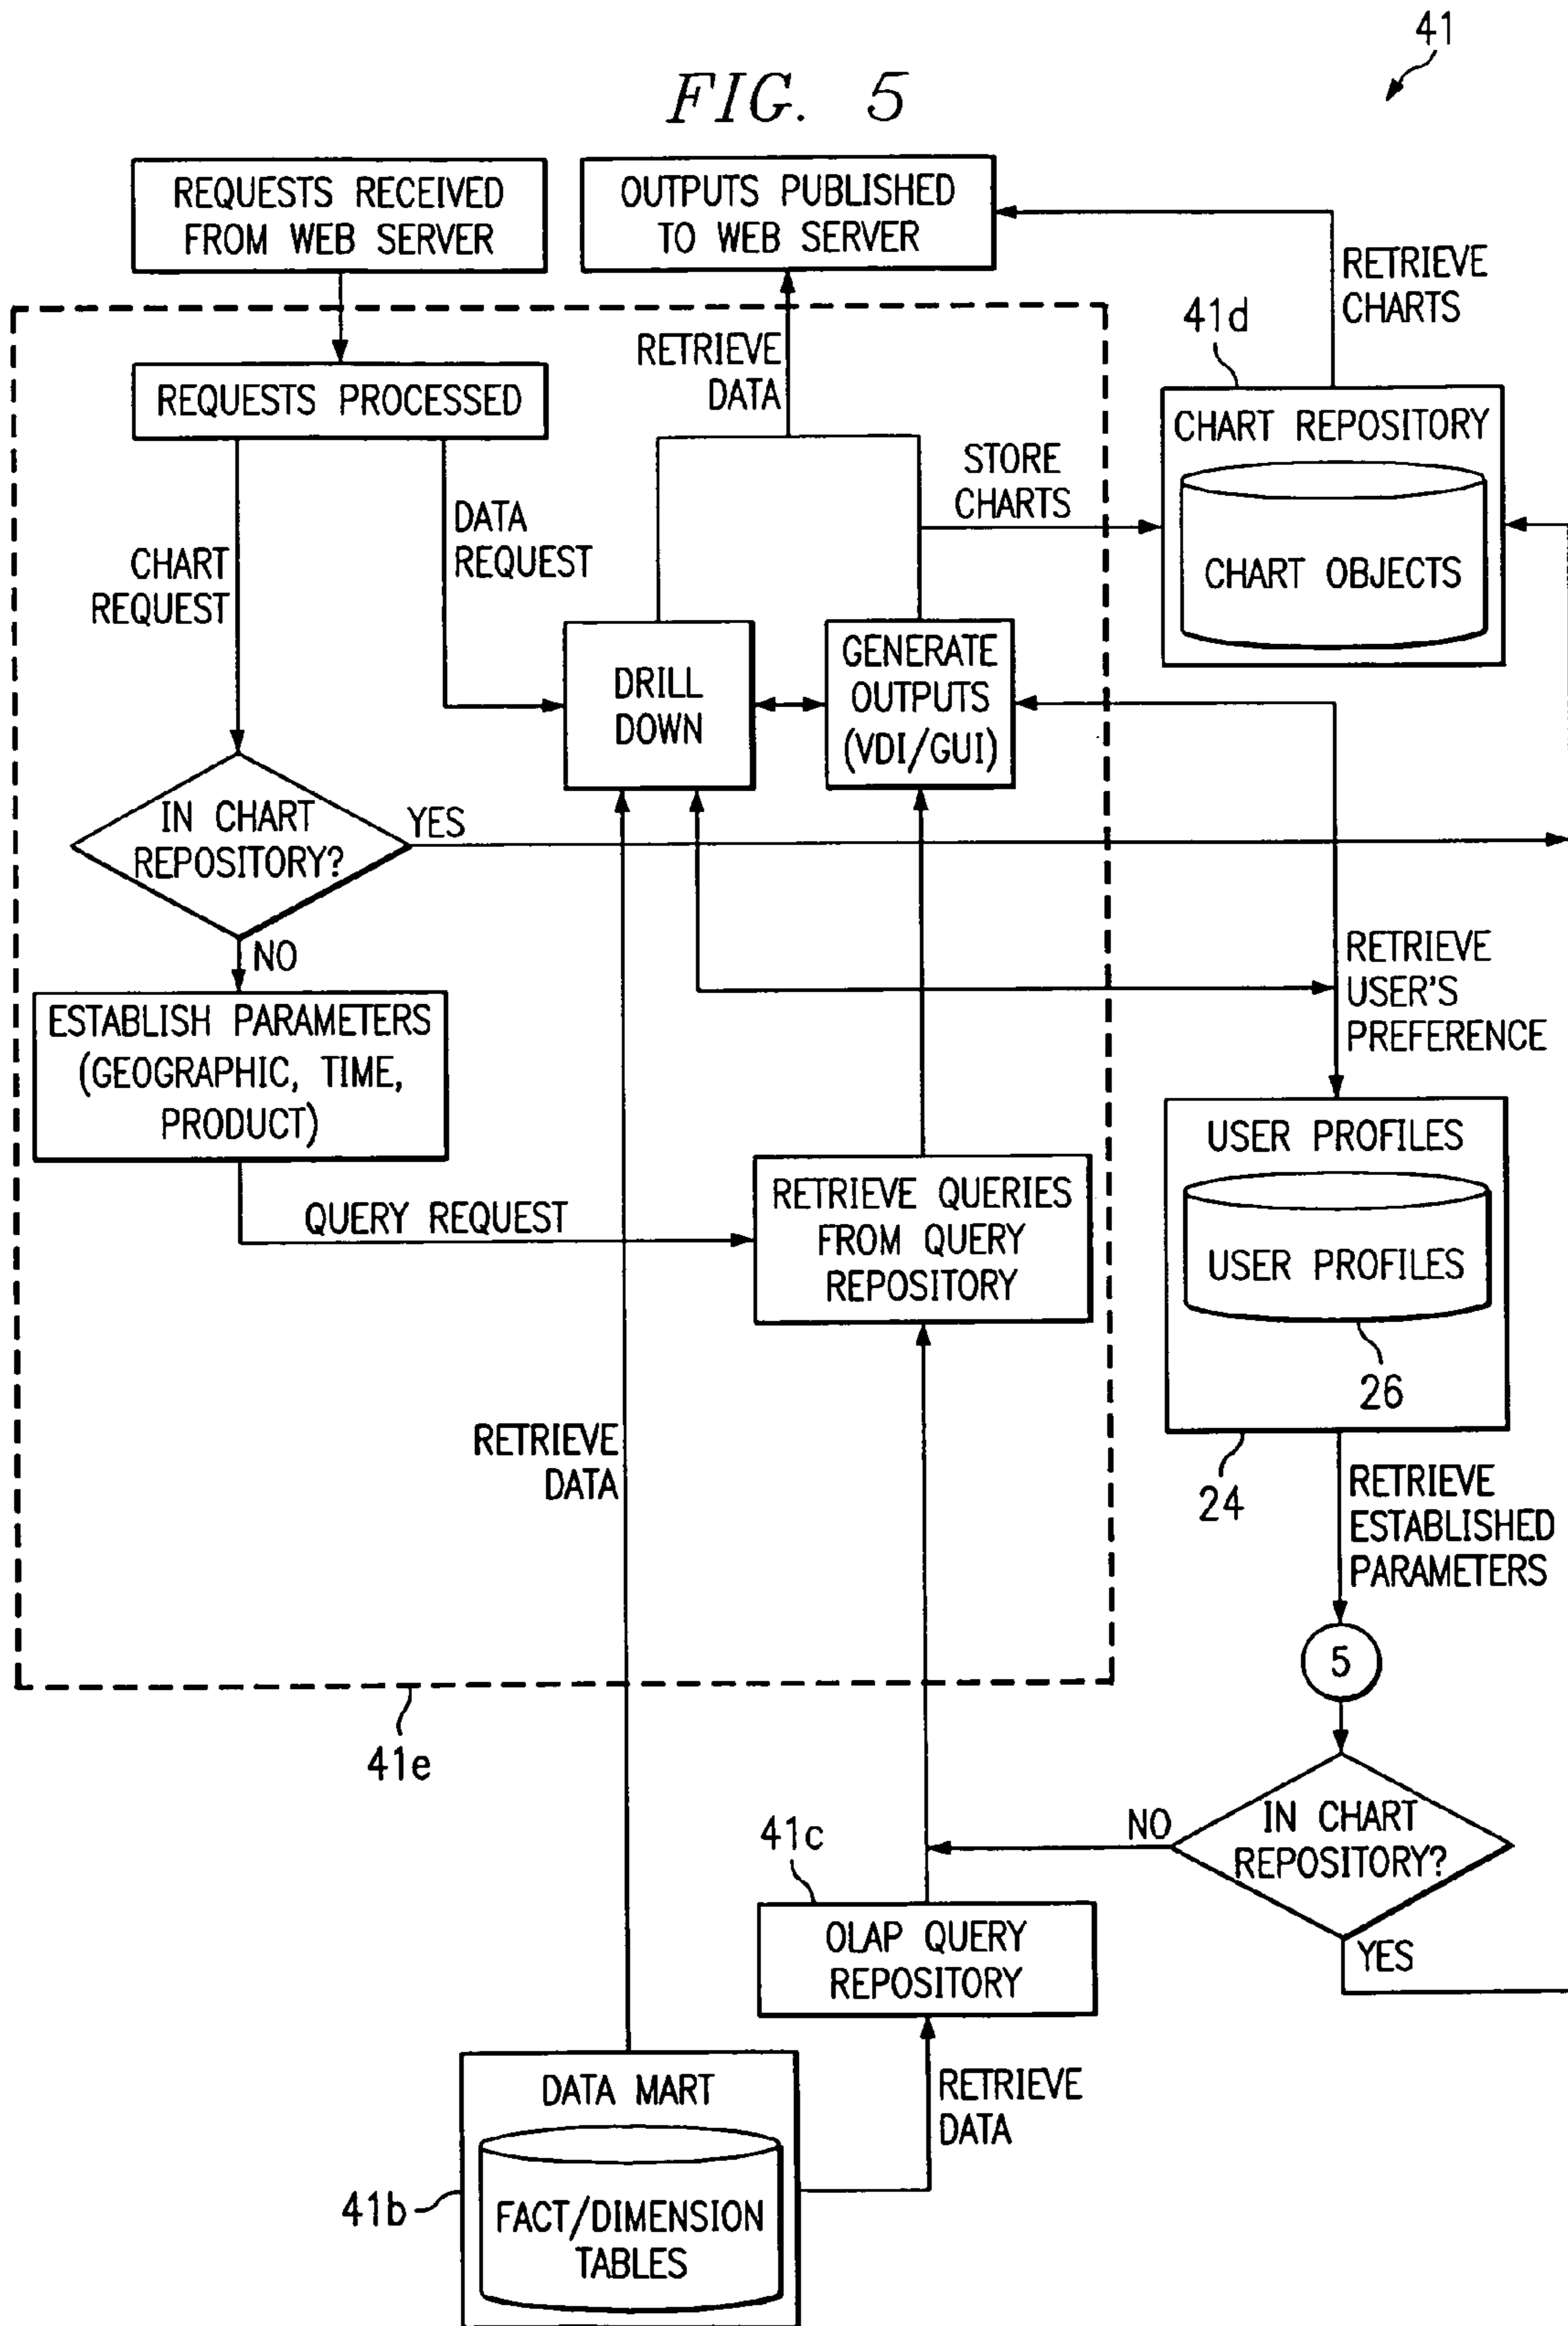 41
FIG. 5
REQUESTS RECEIVED
FROM WEB SERVER
OUTPUTS PUBLISHED
TO WEB SERVER
RETRIEVE
CHARTS
41d
RETRIEVE
DATA
REQUESTS PROCESSED
CHART REPOSITORY
CHART OBJECTS
STORE
CHARTS
DATA
REQUEST
CHART
REQUEST
DRILL
DOWN
GENERATE
OUTPUTS
(VDI/GUI)
IN CHART
REPOSITORY?
YES
NO
RETRIEVE
USER'S
PREFERENCE
ESTABLISH PARAMETERS
(GEOGRAPHIC, TIME,
PRODUCT)
USER PROFILES
USER PROFILES
26
24
QUERY REQUEST
RETRIEVE QUERIES
FROM QUERY
REPOSITORY
RETRIEVE
DATA
RETRIEVE
ESTABLISHED
PARAMETERS
5
41e
IN CHART
REPOSITORY?
NO
YES
41c
OLAP QUERY
REPOSITORY
RETRIEVE
DATA
DATA MART
41b
FACT/DIMENSION
TABLES